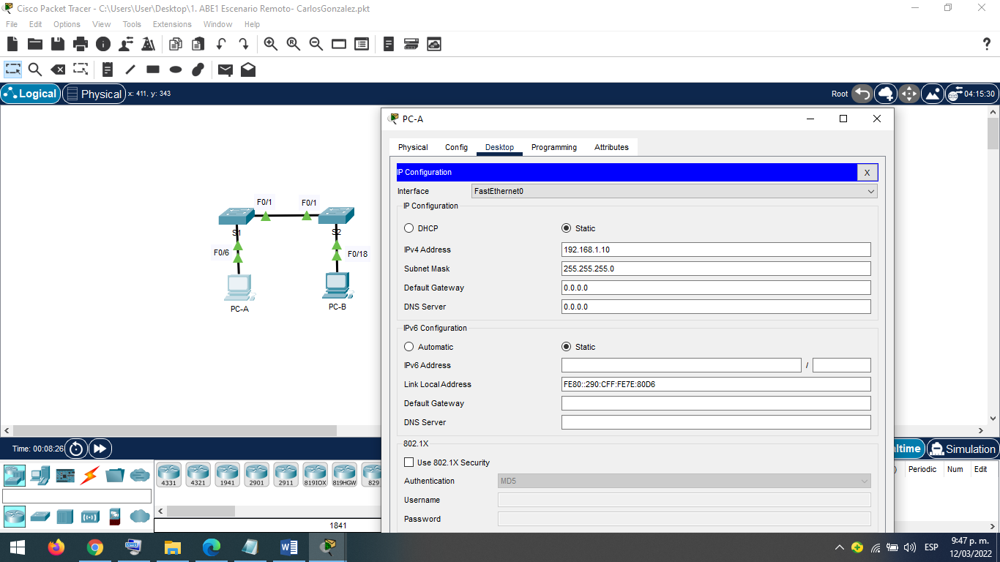 Cisco Packet Tracer - C:\Users\User\Desktop\1. ABE1 Escenario Remoto- CarlosGonzalez.pkt
File Edit Options View Tools Extensions Window Help
Logical Physical x: 411, y: 343 Root 04:15:30
PC-A
Physical Config Desktop Programming Attributes
IP Configuration X
Interface FastEthernet0
IP Configuration
DHCP Static
IPv4 Address 192.168.1.10
Subnet Mask 255.255.255.0
Default Gateway 0.0.0.0
DNS Server 0.0.0.0
IPv6 Configuration
Automatic Static
IPv6 Address /
Link Local Address FE80::290:CFF:FE7E:80D6
Default Gateway
DNS Server
802.1X
Use 802.1X Security
Authentication MD5
Username
Password
F0/1 F0/1
S1 S2
F0/6 F0/18
PC-A PC-B
Time: 00:08:26
ltime Simulation
4331 4321 1941 2901 2911 819IOX 819HGW 829
) Periodic Num Edit
1841
ESP
9:47 p. m.
12/03/2022